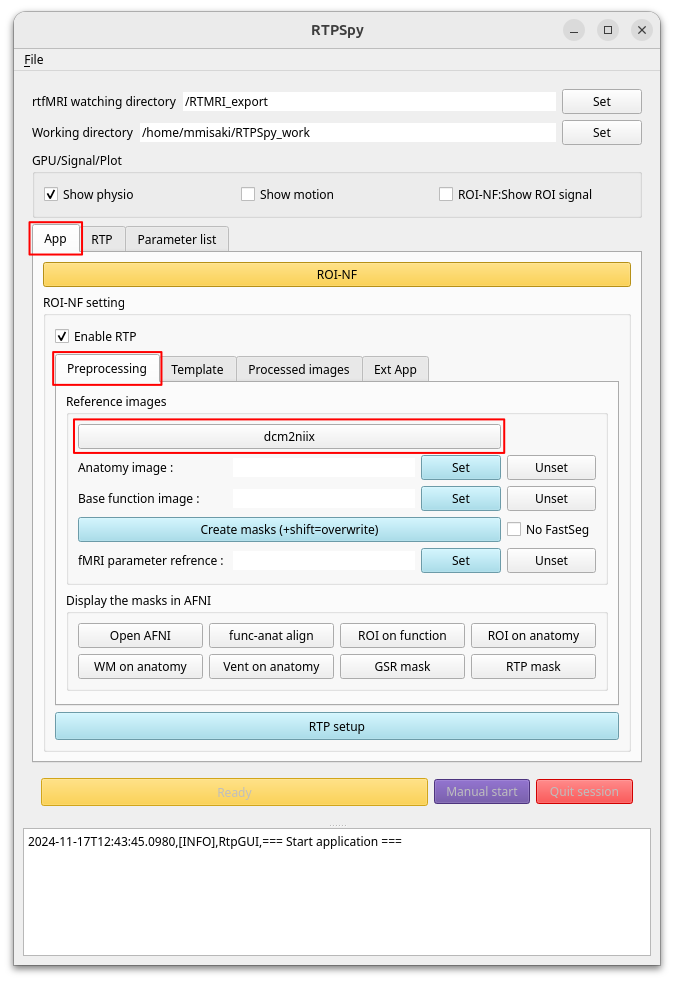 RTPSpy
File
rtfMRI watching directory /RTMRI_export Set
Working directory /home/mmisaki/RTPSpy_work Set
GPU/Signal/Plot
Show physio Show motion ROI-NF:Show ROI signal
App RTP Parameter list
ROI-NF
ROI-NF setting
Enable RTP
Preprocessing Template Processed images Ext App
Reference images
dcm2niix
Anatomy image : Set Unset
Base function image : Set Unset
Create masks (+shift=overwrite) No FastSeg
fMRI parameter refrence : Set Unset
Display the masks in AFNI
Open AFNI func-anat align ROI on function ROI on anatomy
WM on anatomy Vent on anatomy GSR mask RTP mask
RTP setup
Ready Manual start Quit session
2024-11-17T12:43:45.0980,[INFO],RtpGUI,=== Start application ===